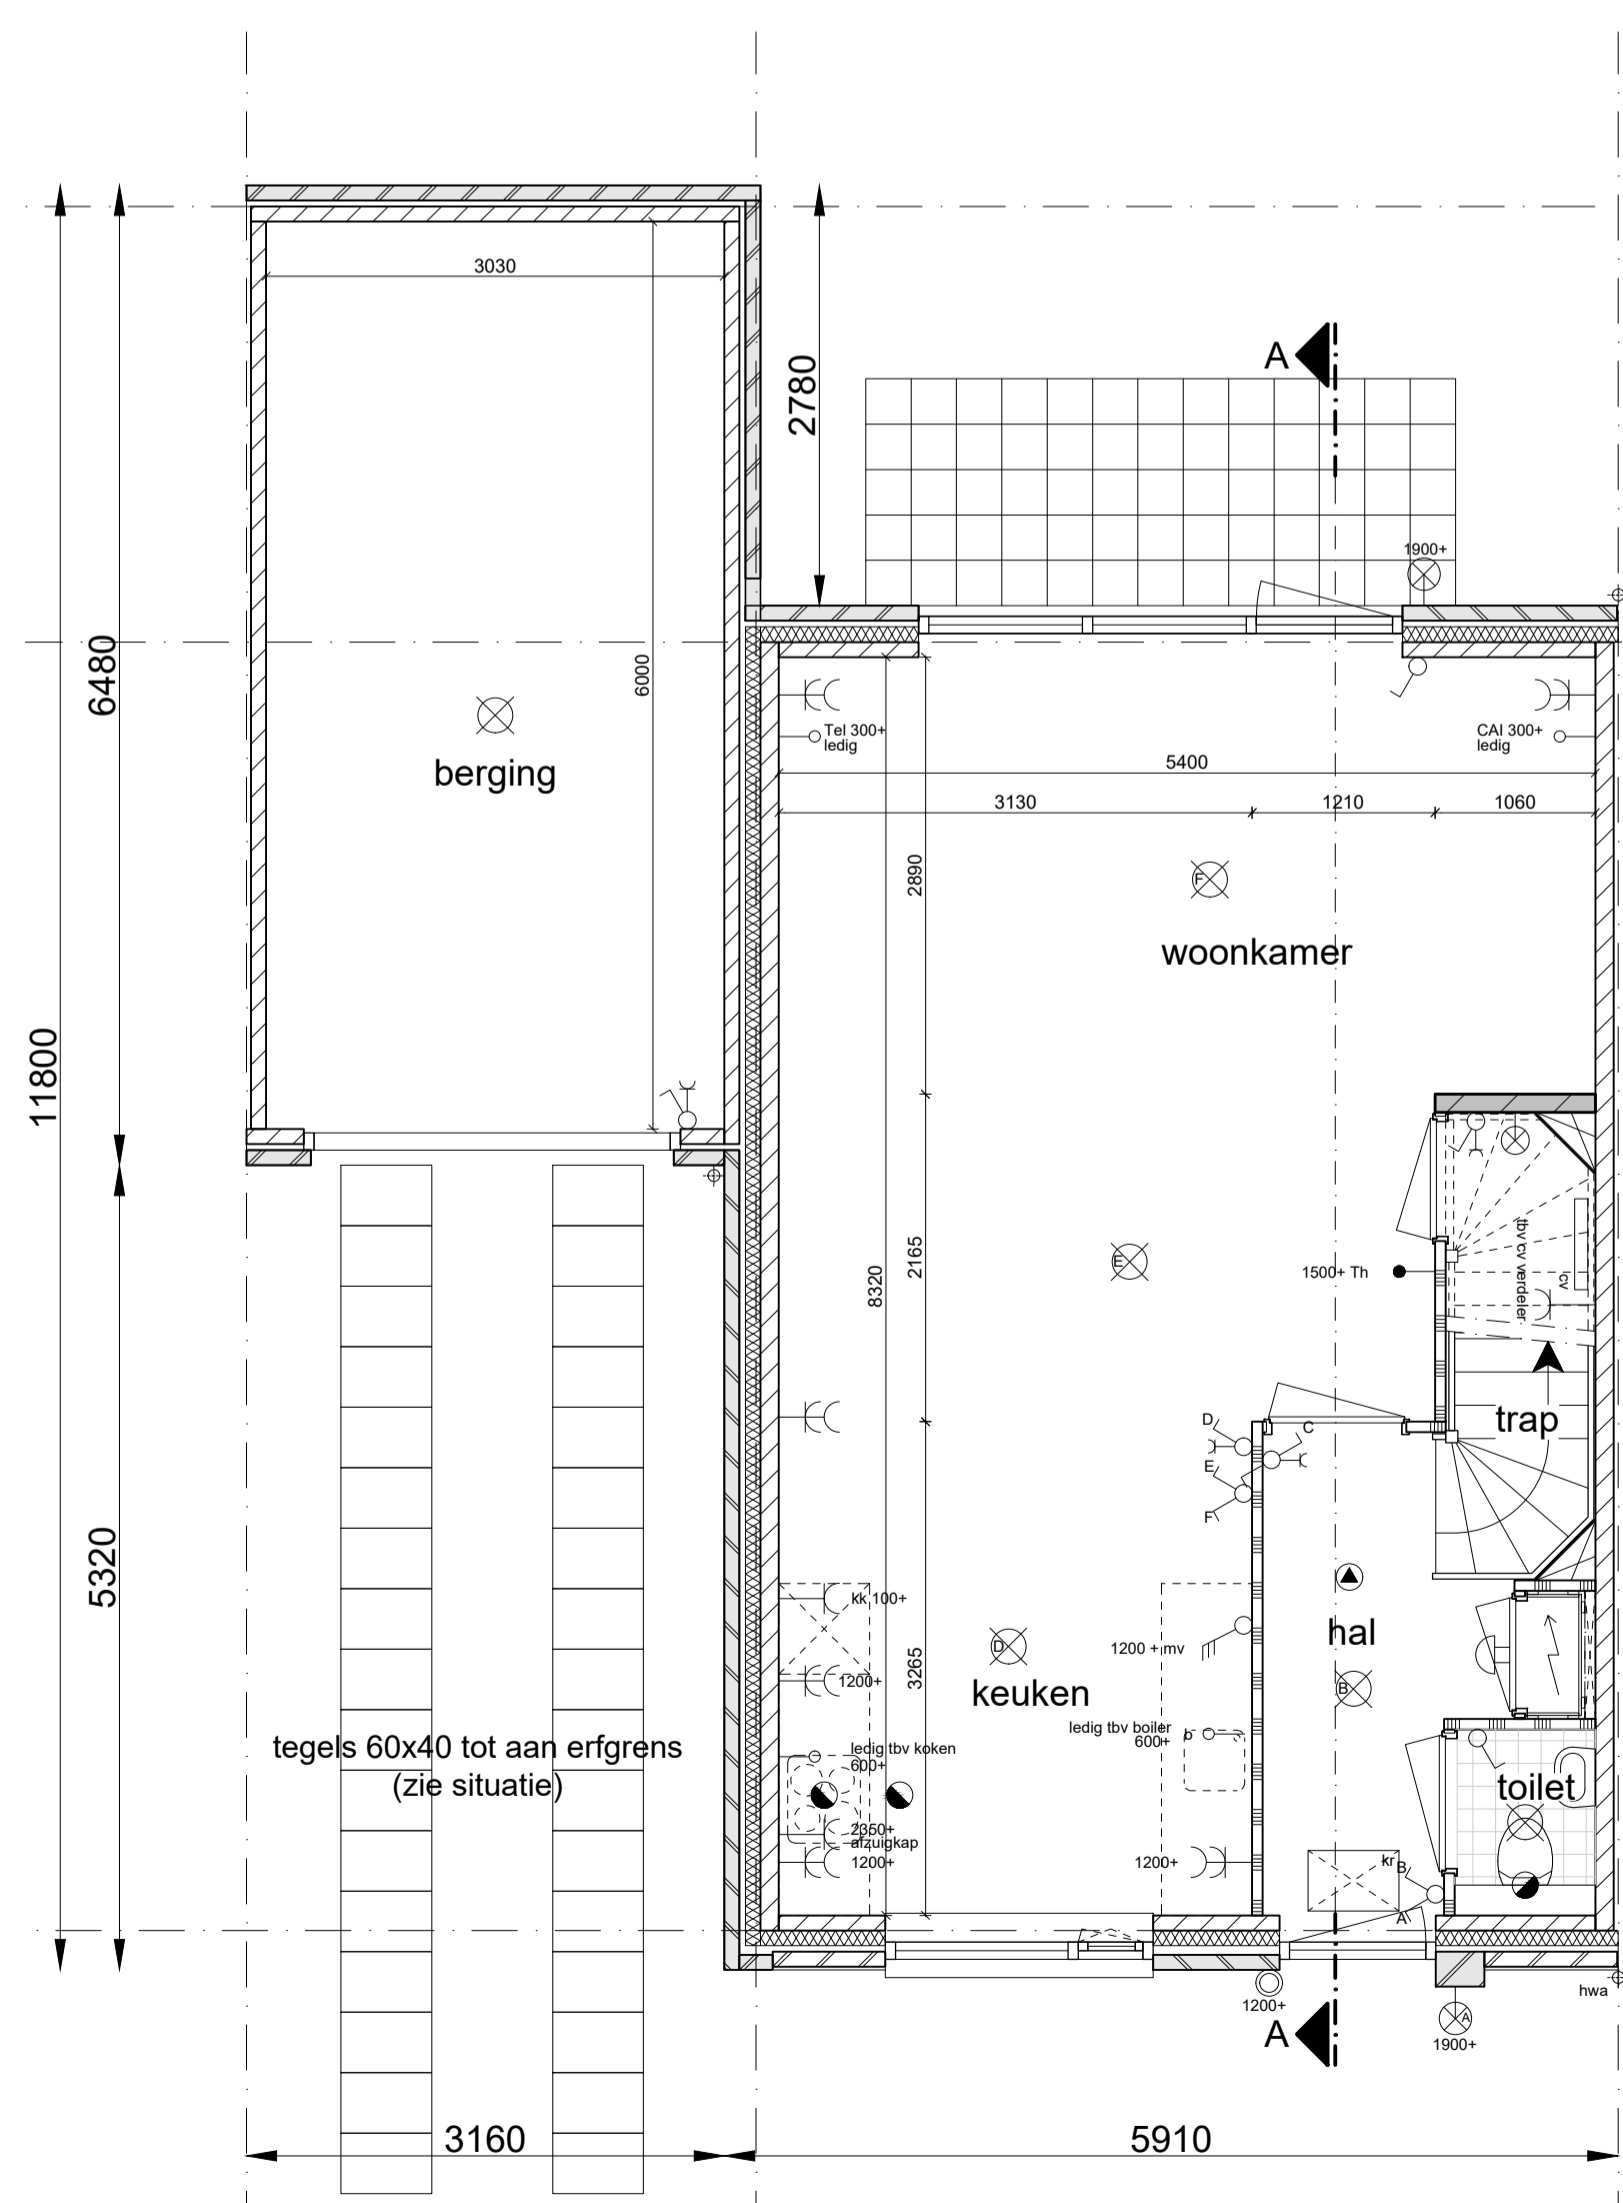 3030
A
2780
1900+
6480
6000
Tel 300+
ledig
CAI 300+
ledig
berging
5400
3130
1210
1060
2890
F
woonkamer
11800
8320
2165
E
1500+ Th
tbv cv verdeler
cv
trap
D
C
E
F
5320
kk 100+
3265
D
keuken
1200+
1200 + mv
hal
B
ledig tbv boiler
600+
tegels 60x40 tot aan erfgrens
(zie situatie)
ledig tbv koken
600+
toilet
2350+
afzuigkap
1200+
1200+
kr
B
A
hwa
1200+
A
A
1900+
3160
5910